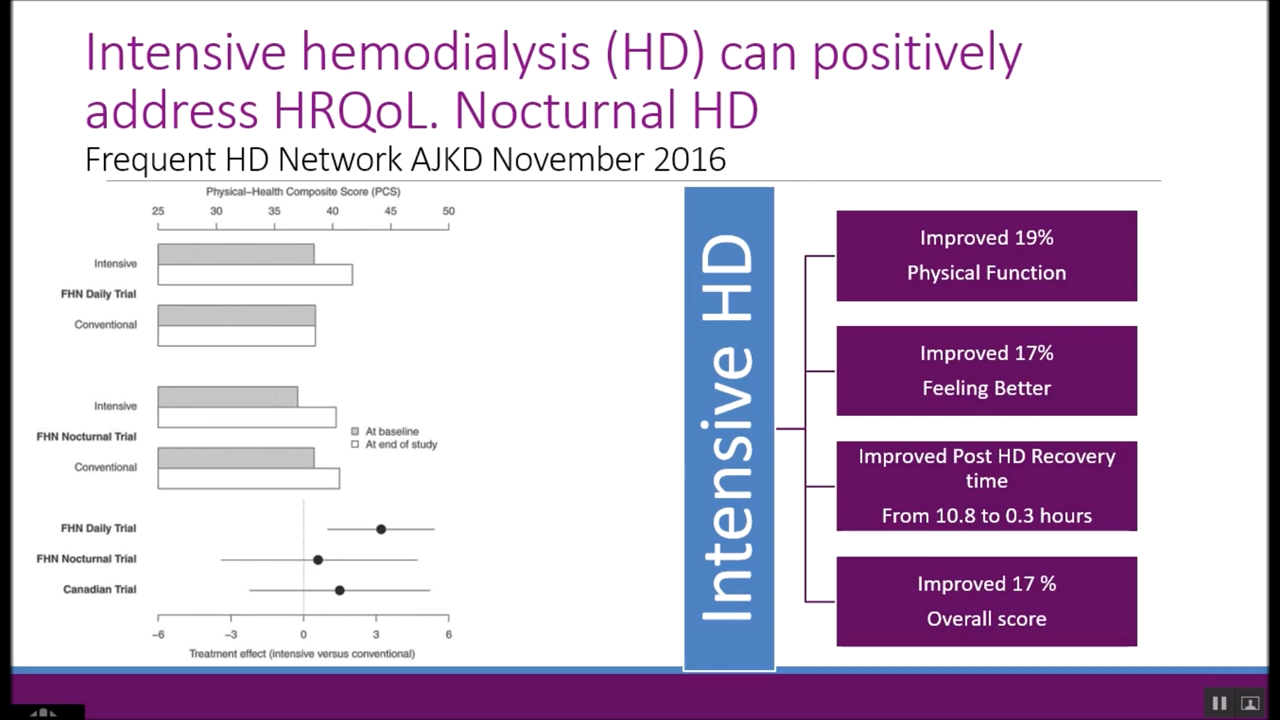 Intensive hemodialysis (HD) can positively
address HRQoL. Nocturnal HD
Frequent HD Network AJKD November 2016
Physical–Health Composite Score (PCS)
25 30 35 40 45 50
Intensive
FHN Daily Trial
Conventional
Intensive
FHN Nocturnal Trial
Conventional
At baseline
At end of study
FHN Daily Trial
FHN Nocturnal Trial
Canadian Trial
–6 –3 0 3 6
Treatment effect (intensive versus conventional)
Intensive HD
Improved 19%
Physical Function
Improved 17%
Feeling Better
Improved Post HD Recovery
time
From 10.8 to 0.3 hours
Improved 17 %
Overall score